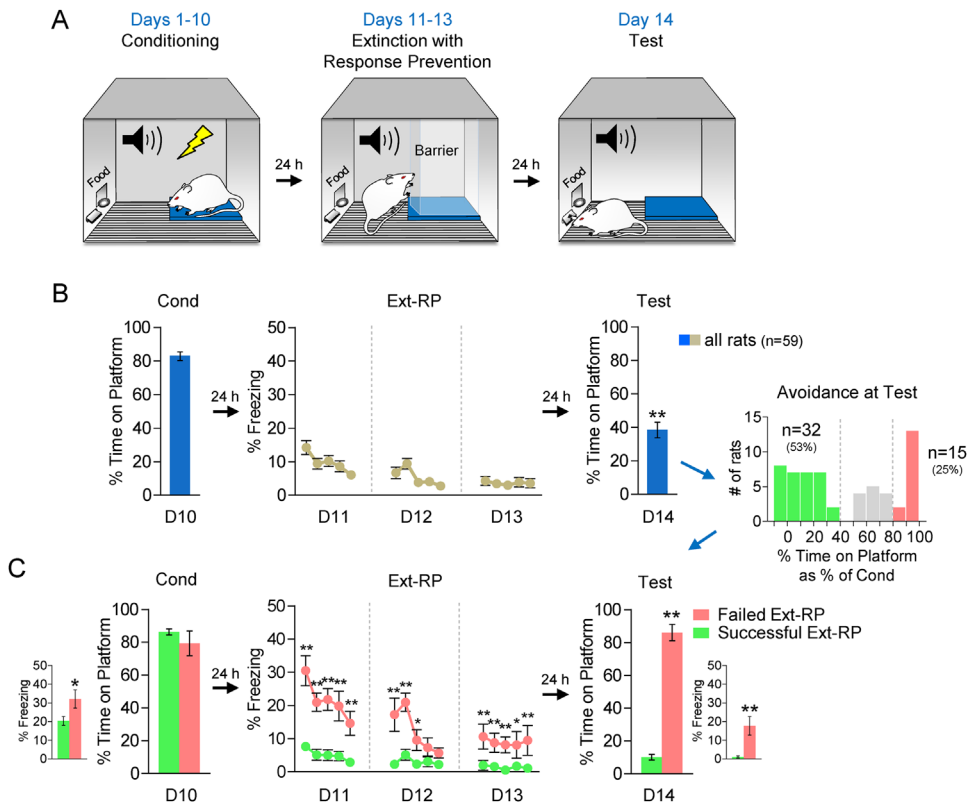 A
Days 1-10
Conditioning
Days 11-13
Extinction with
Response Prevention
Day 14
Test
Food
24 h
Barrier
Food
24 h
Food
B
Cond
Ext-RP
Test
% Time on Platform
100
80
60
40
20
0
D10
24 h
% Freezing
50
40
30
20
10
0
D11
D12
D13
24 h
% Time on Platform
100
80
60
40
20
0
**
D14
all rats (n=59)
Avoidance at Test
# of rats
15
10
5
0
n=32
(53%)
n=15
(25%)
0 20 40 60 80 100
% Time on Platform
as % of Cond
C
Cond
Ext-RP
Test
% Freezing
50
40
30
20
10
0
*
% Time on Platform
100
80
60
40
20
0
D10
24 h
% Freezing
50
40
30
20
10
0
** ** ** ** **
** ** *
** ** ** * **
D11
D12
D13
24 h
% Time on Platform
100
80
60
40
20
0
**
D14
Failed Ext-RP
Successful Ext-RP
% Freezing
50
40
30
20
10
0
**